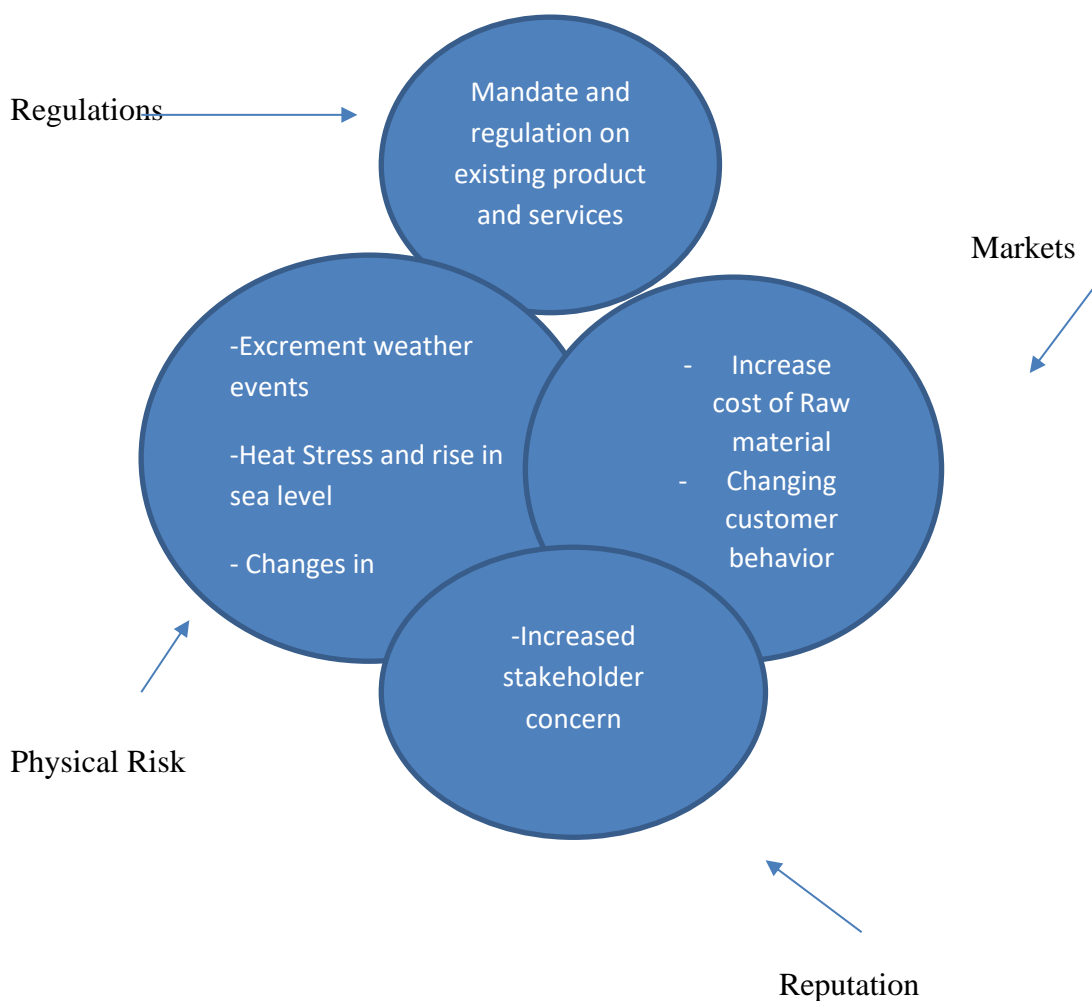 Regulations
Mandate and
regulation on
existing product
and services
Markets
-Excrement weather
events
-Heat Stress and rise in
sea level
- Changes in
- Increase
cost of Raw
material
- Changing
customer
behavior
-Increased
stakeholder
concern
Physical Risk
Reputation